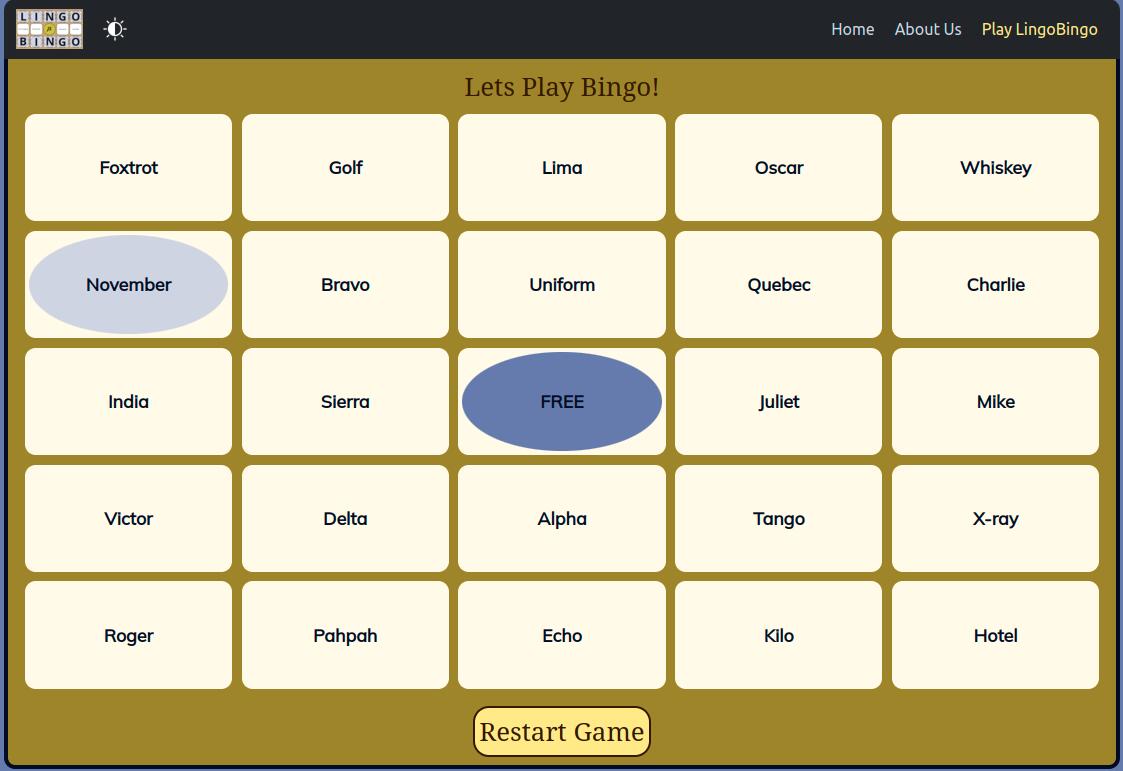 LINGO
BINGO
Home About Us Play LingoBingo
Lets Play Bingo!
Foxtrot Golf Lima Oscar Whiskey
November Bravo Uniform Quebec Charlie
India Sierra FREE Juliet Mike
Victor Delta Alpha Tango X-ray
Roger Pahpah Echo Kilo Hotel
Restart Game